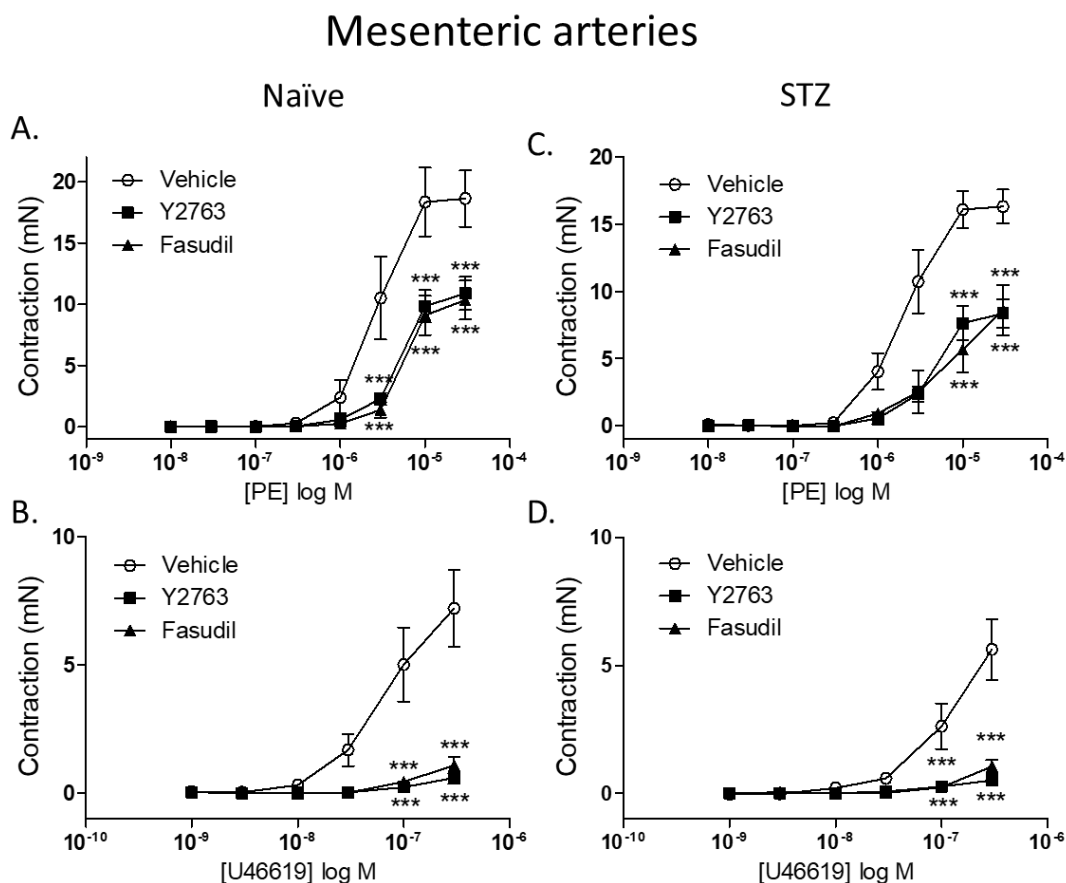 Mesenteric arteries
Naïve
STZ
A.
Vehicle
Y2763
Fasudil
Contraction (mN)
20
15
10
5
0
***
***
***
***
***
***
10⁻⁹
10⁻⁸
10⁻⁷
10⁻⁶
10⁻⁵
10⁻⁴
[PE] log M
C.
Vehicle
Y2763
Fasudil
Contraction (mN)
20
15
10
5
0
***
***
***
***
10⁻⁹
10⁻⁸
10⁻⁷
10⁻⁶
10⁻⁵
10⁻⁴
[PE] log M
B.
Vehicle
Y2763
Fasudil
Contraction (mN)
10
5
0
***
***
***
***
10⁻¹⁰
10⁻⁹
10⁻⁸
10⁻⁷
10⁻⁶
[U46619] log M
D.
Vehicle
Y2763
Fasudil
Contraction (mN)
10
5
0
***
***
***
***
10⁻¹⁰
10⁻⁹
10⁻⁸
10⁻⁷
10⁻⁶
[U46619] log M